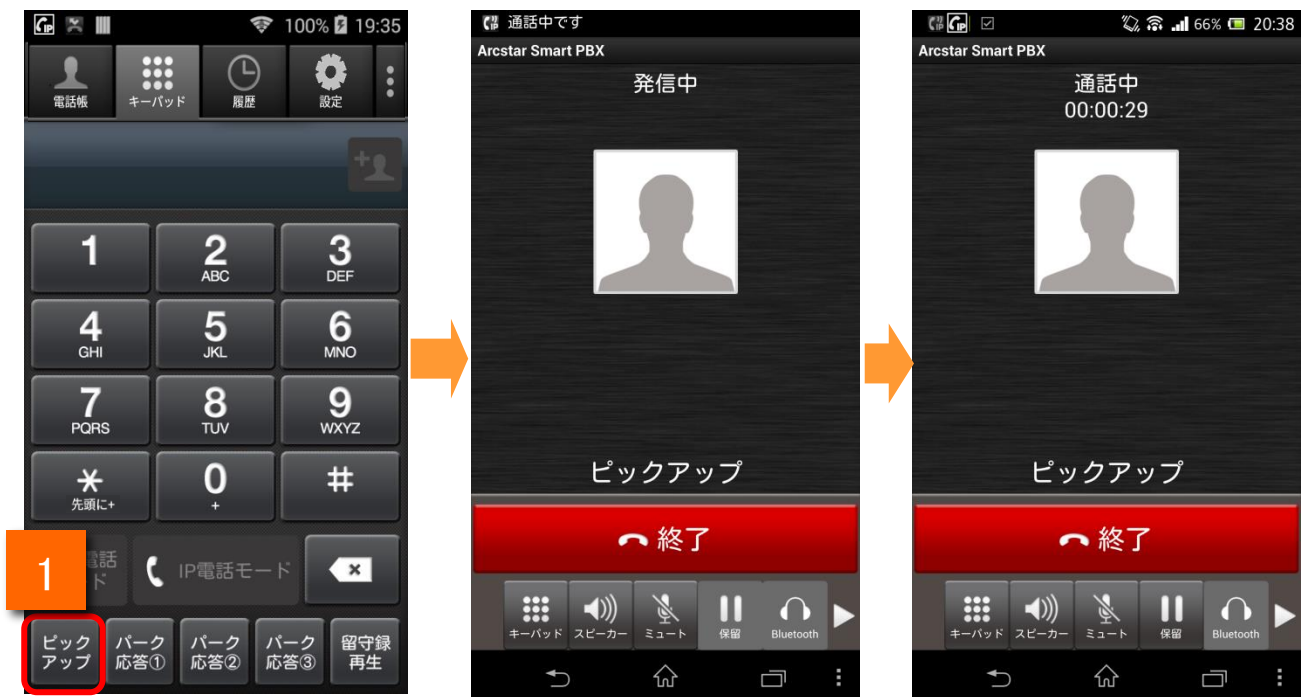 100% 19:35
電話帳
キーパッド
履歴
設定
1
2
ABC
3
DEF
4
GHI
5
JKL
6
MNO
7
PQRS
8
TUV
9
WXYZ
先頭に+
0
+
#
1
電話
ド
IP電話モード
ピック
アップ
パーク
応答①
パーク
応答②
パーク
応答③
留守録
再生
通話中です
Arcstar Smart PBX
発信中
ピックアップ
終了
キーパッド
スピーカー
ミュート
保留
Bluetooth
66% 20:38
Arcstar Smart PBX
通話中
00:00:29
ピックアップ
終了
キーパッド
スピーカー
ミュート
保留
Bluetooth